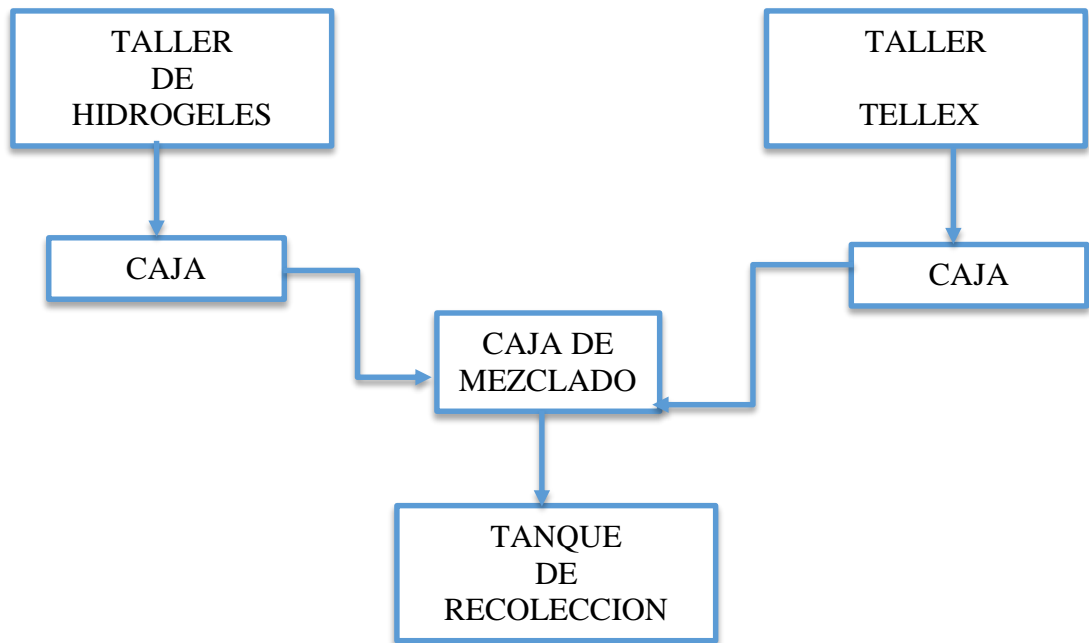 TALLER
DE
HIDROGELES
TALLER
TELLEX
CAJA
CAJA
CAJA DE
MEZCLADO
TANQUE
DE
RECOLECCION